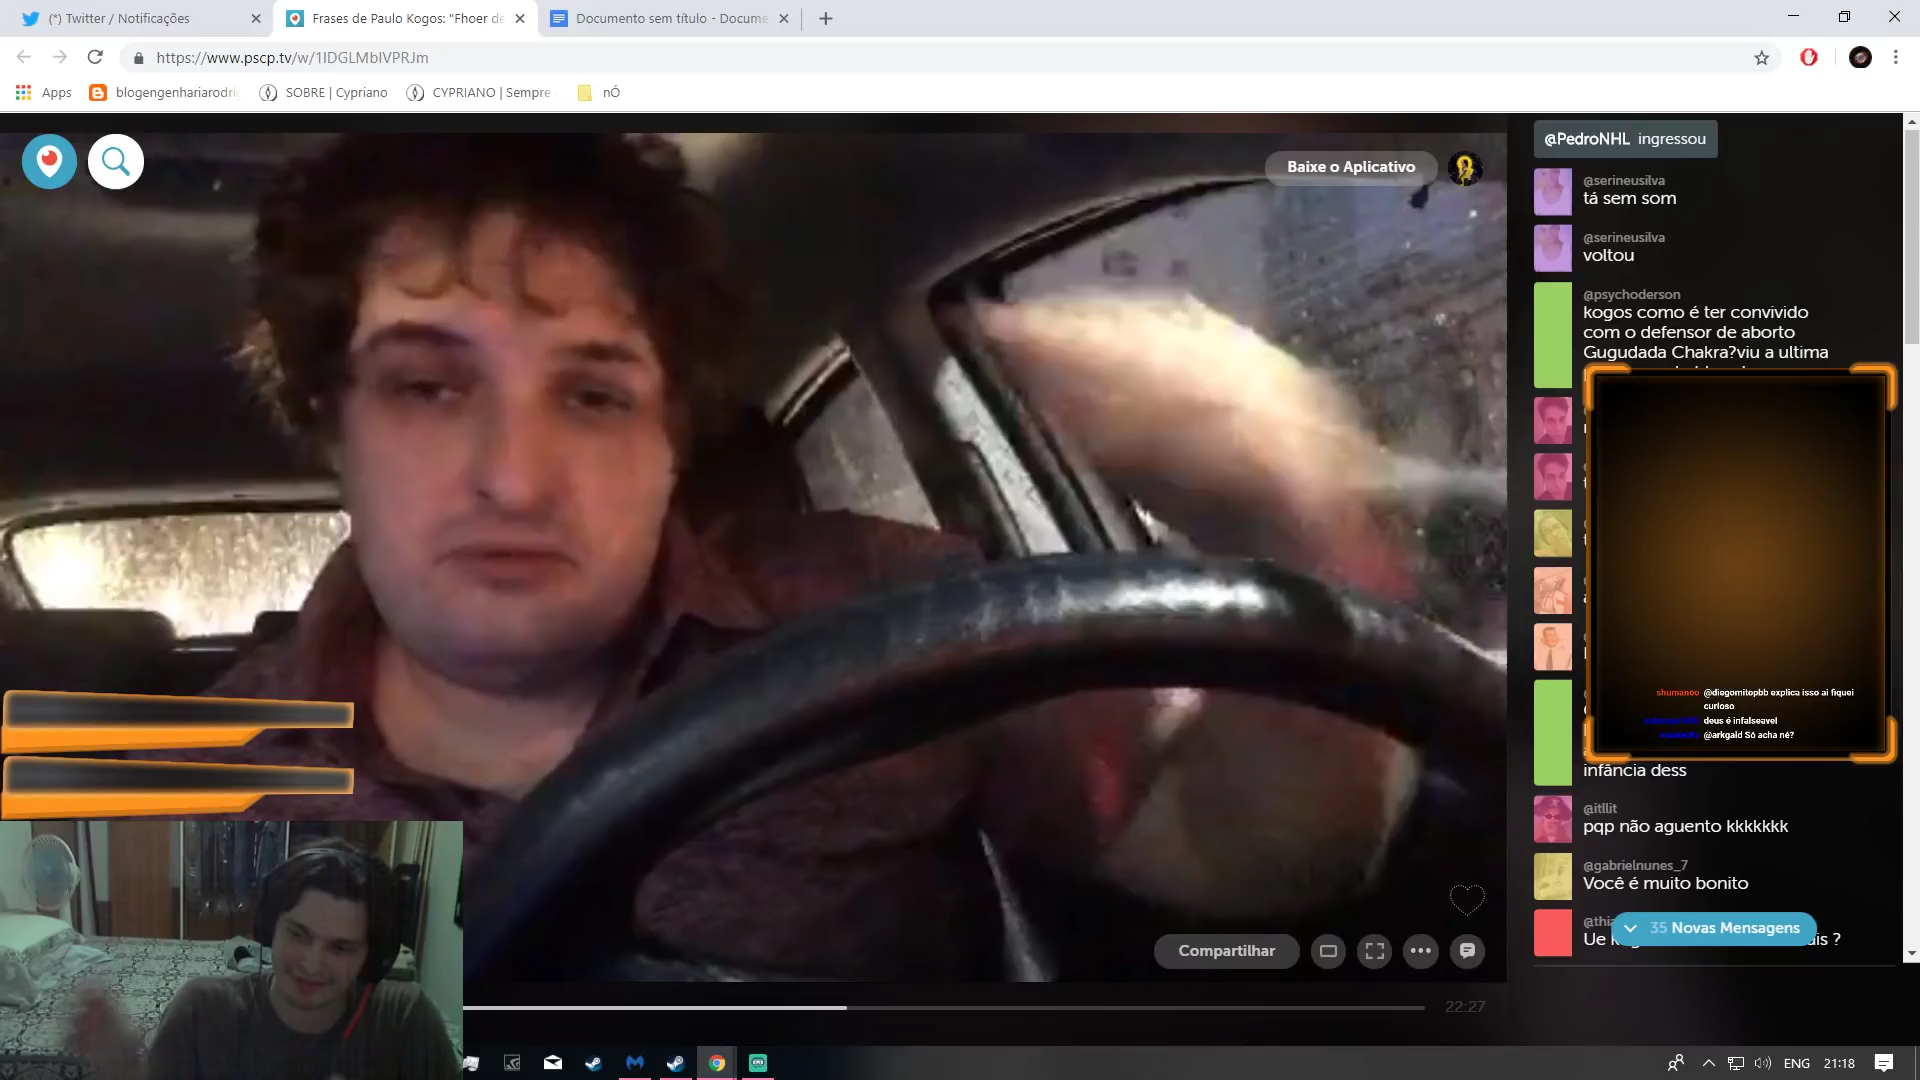 (*) Twitter / Notificações
Frases de Paulo Kogos: "Fhoer de
Documento sem título - Docume
https://www.pscp.tv/w/1IDGLMbIVPRJm
Apps
blogengenhariarodri
SOBRE | Cypriano
CYPRIANO | Sempre
nÓ
Baixe o Aplicativo
@PedroNHL ingressou
@serineusilva
tá sem som
@serineusilva
voltou
@psychoderson
kogos como é ter convivido
com o defensor de aborto
Gugudada Chakra?viu a ultima
shumanoo @diegomitopbb explica isso ai fiquei
curioso
deus é infalseavel
@arkgald Só acha né?
infância dess
@itllit
pqp não aguento kkkkkkk
@gabrielnunes_7
Você é muito bonito
@thia
Ue
ais ?
35 Novas Mensagens
Compartilhar
22:27
ENG
21:18